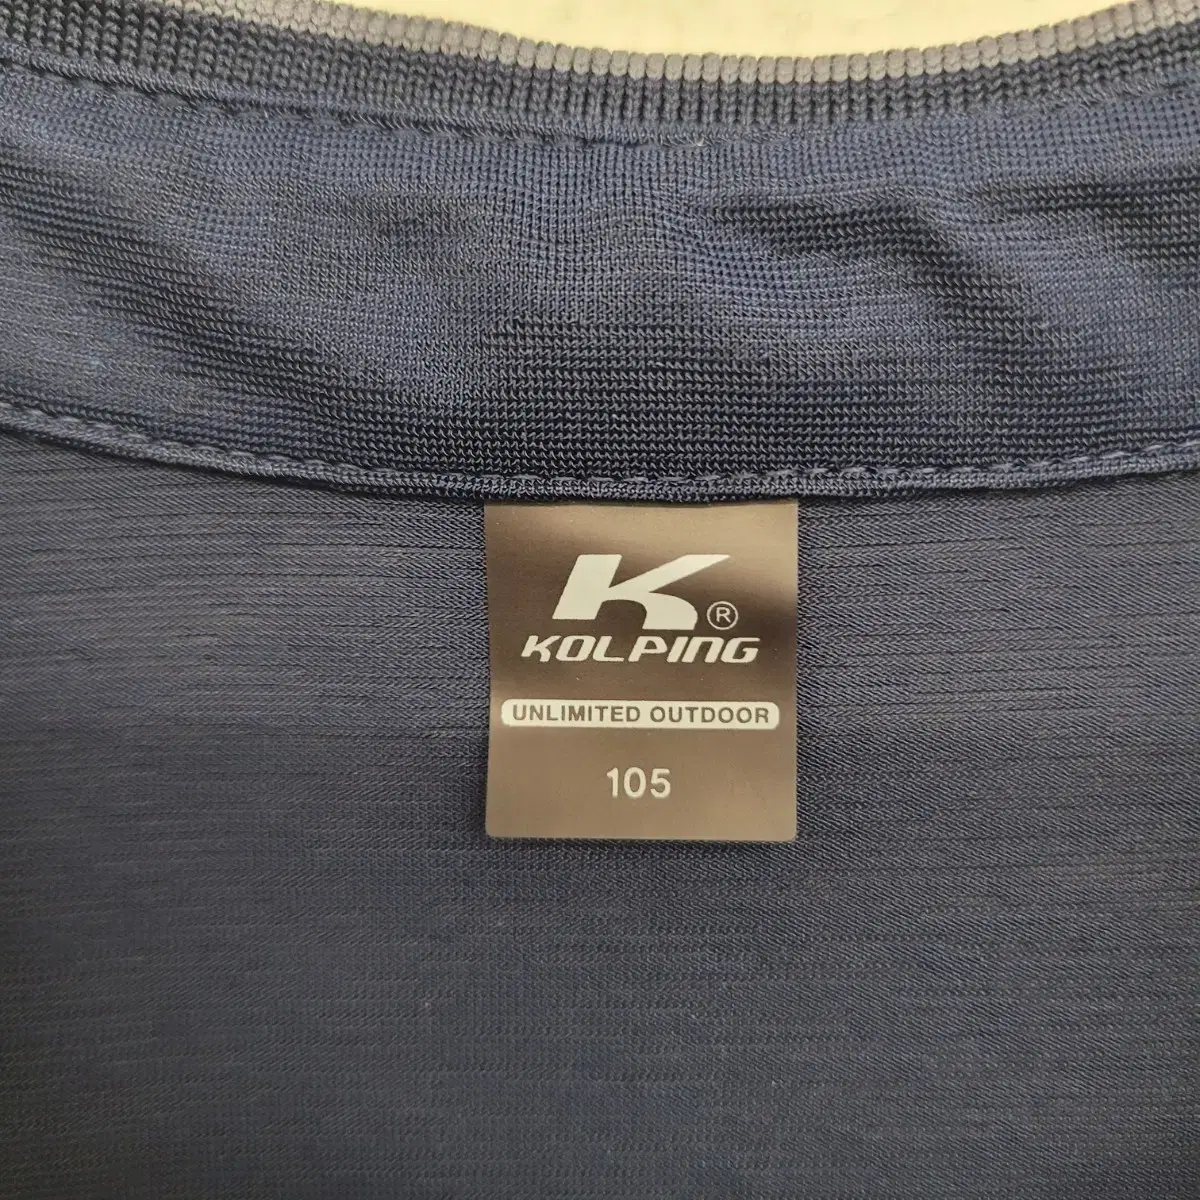 K®
KOLPING
UNLIMITED OUTDOOR
105